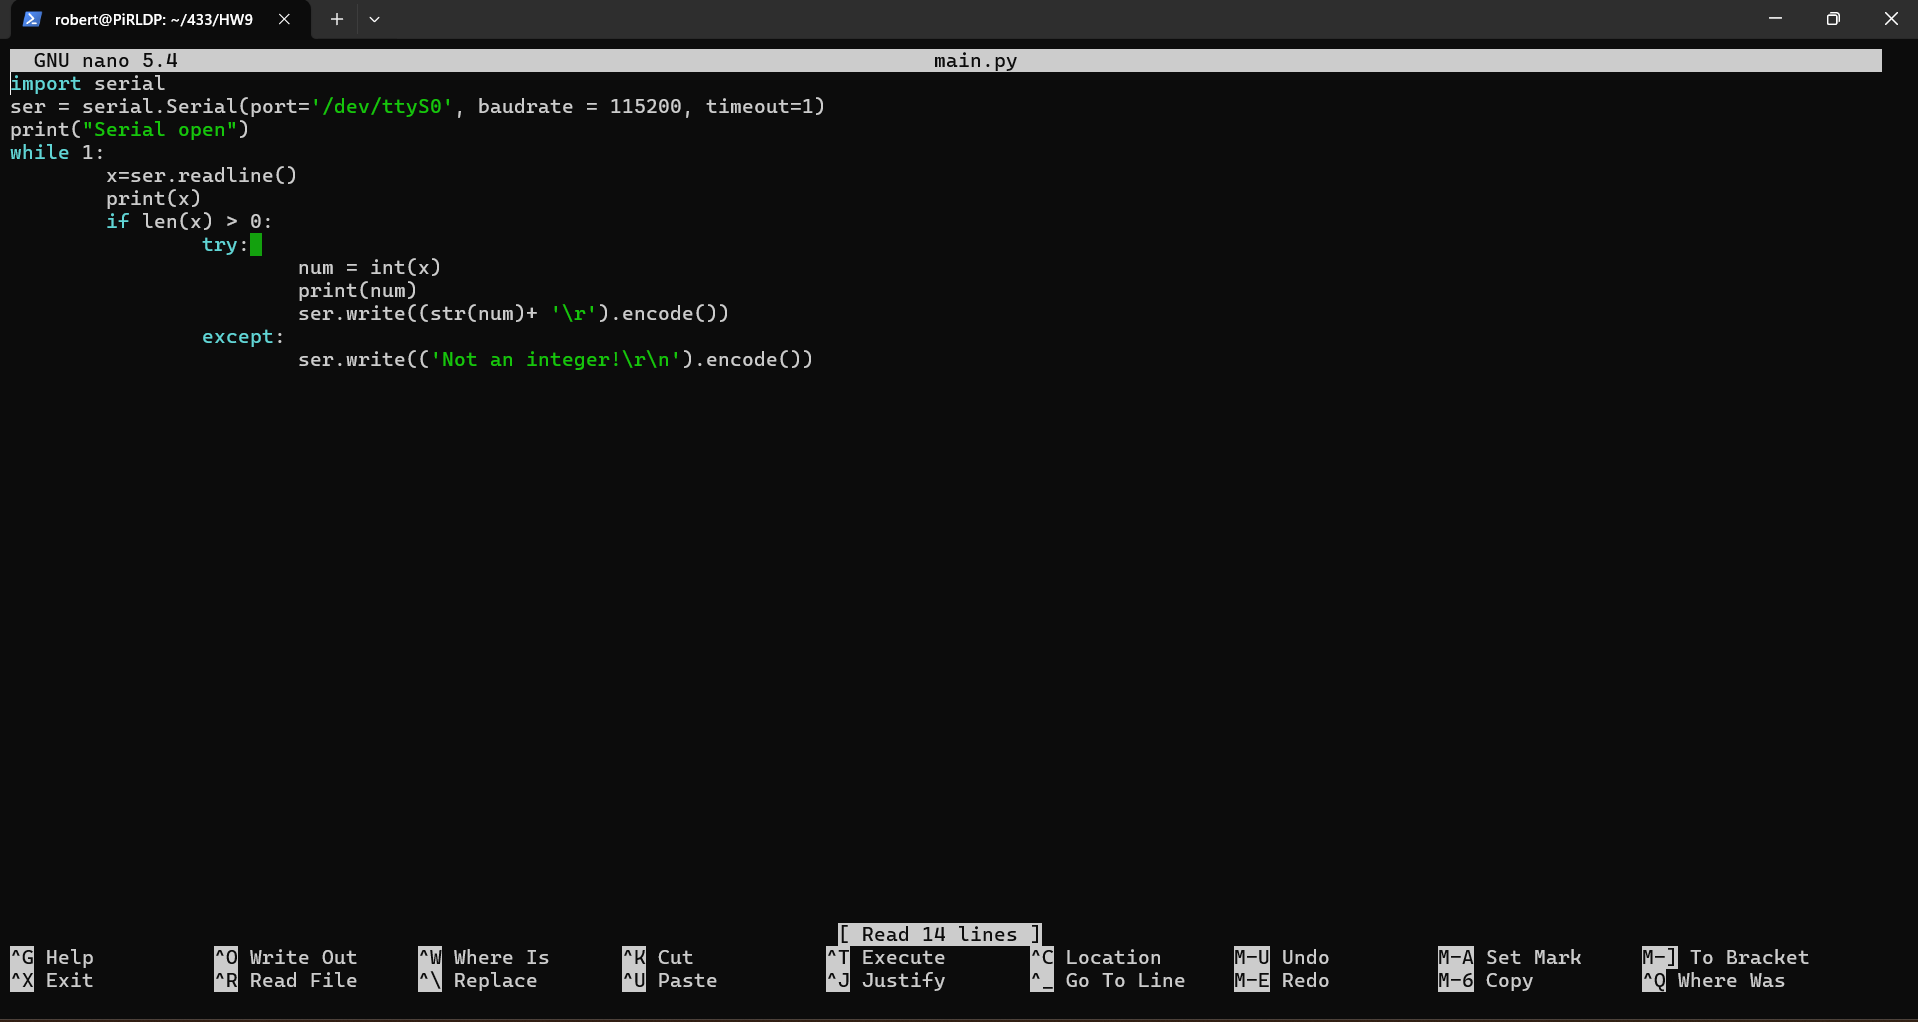 robert@PiRLDP: ~/433/HW9
GNU nano 5.4 main.py
import serial
ser = serial.Serial(port='/dev/ttyS0', baudrate = 115200, timeout=1)
print("Serial open")
while 1:
        x=ser.readline()
        print(x)
        if len(x) > 0:
                try:
                        num = int(x)
                        print(num)
                        ser.write((str(num)+ '\r').encode())
                except:
                        ser.write(('Not an integer!\r\n').encode())
[ Read 14 lines ]
^G Help ^O Write Out ^W Where Is ^K Cut ^T Execute ^C Location M-U Undo M-A Set Mark M-] To Bracket
^X Exit ^R Read File ^\ Replace ^U Paste ^J Justify ^_ Go To Line M-E Redo M-6 Copy ^Q Where Was